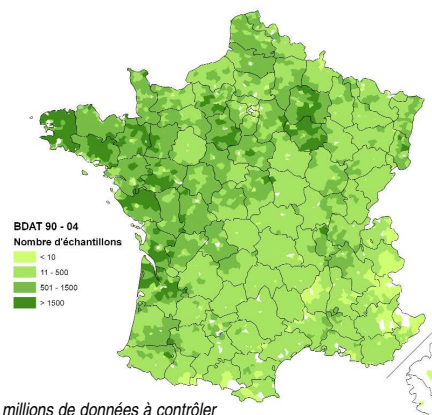 BDAT 90 - 04
Nombre d'échantillons
< 10
11 - 500
501 - 1500
> 1500
millions de données à contrôler